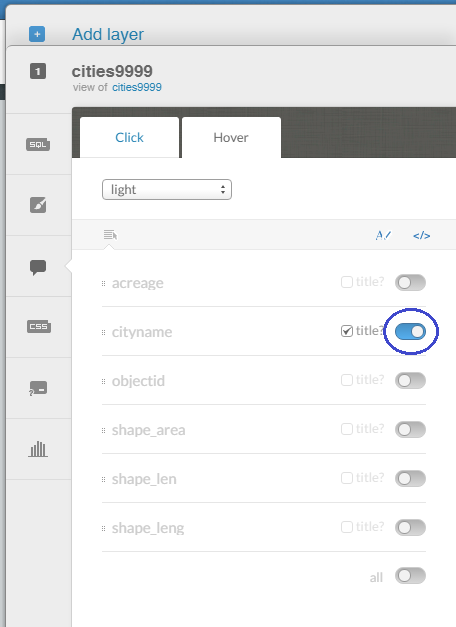 Add layer
1
cities9999
view of cities9999
SQL
Click
Hover
light
A
</>
acreage title?
cityname title?
CSS
objectid title?
?
shape_area title?
shape_len title?
shape_leng title?
all